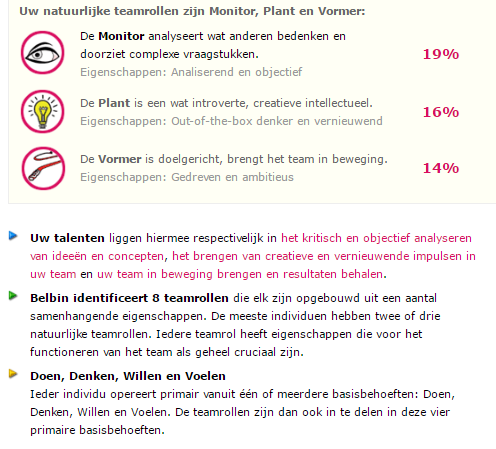 Uw natuurlijke teamrollen zijn Monitor, Plant en Vormer:
De Monitor analyseert wat anderen bedenken en
doorziet complexe vraagstukken.
Eigenschappen: Analiserend en objectief
19%
De Plant is een wat introverte, creatieve intellectueel.
Eigenschappen: Out-of-the-box denker en vernieuwend
16%
De Vormer is doelgericht, brengt het team in beweging.
Eigenschappen: Gedreven en ambitieus
14%
Uw talenten liggen hiermee respectivelijk in het kritisch en objectief analyseren
van ideeën en concepten, het brengen van creatieve en vernieuwende impulsen in
uw team en uw team in beweging brengen en resultaten behalen.
Belbin identificeert 8 teamrollen die elk zijn opgebouwd uit een aantal
samenhangende eigenschappen. De meeste individuen hebben twee of drie
natuurlijke teamrollen. Iedere teamrol heeft eigenschappen die voor het
functioneren van het team als geheel cruciaal zijn.
Doen, Denken, Willen en Voelen
Ieder individu opereert primair vanuit één of meerdere basisbehoeften: Doen,
Denken, Willen en Voelen. De teamrollen zijn dan ook in te delen in deze vier
primaire basisbehoeften.